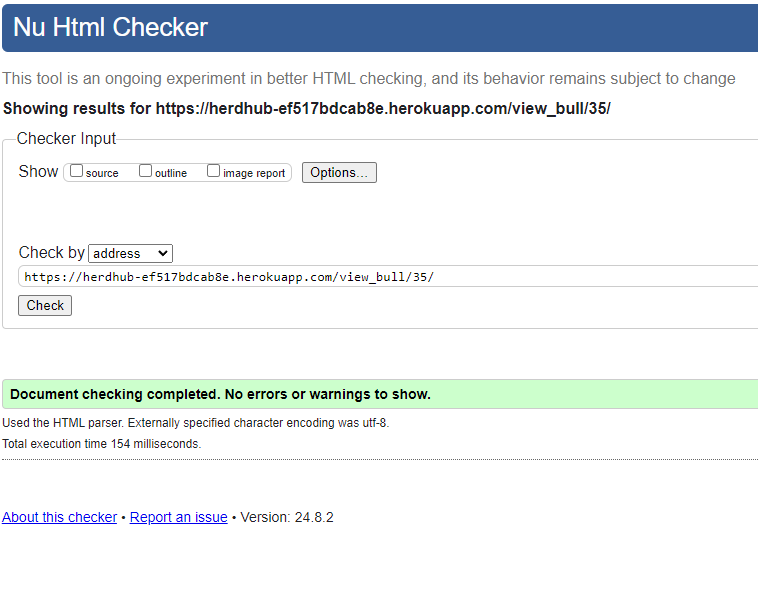 Nu Html Checker
This tool is an ongoing experiment in better HTML checking, and its behavior remains subject to change
Showing results for https://herdhub-ef517bdcab8e.herokuapp.com/view_bull/35/
Checker Input
Show source outline image report Options...
Check by address
https://herdhub-ef517bdcab8e.herokuapp.com/view_bull/35/
Check
Document checking completed. No errors or warnings to show.
Used the HTML parser. Externally specified character encoding was utf-8.
Total execution time 154 milliseconds.
About this checker • Report an issue • Version: 24.8.2